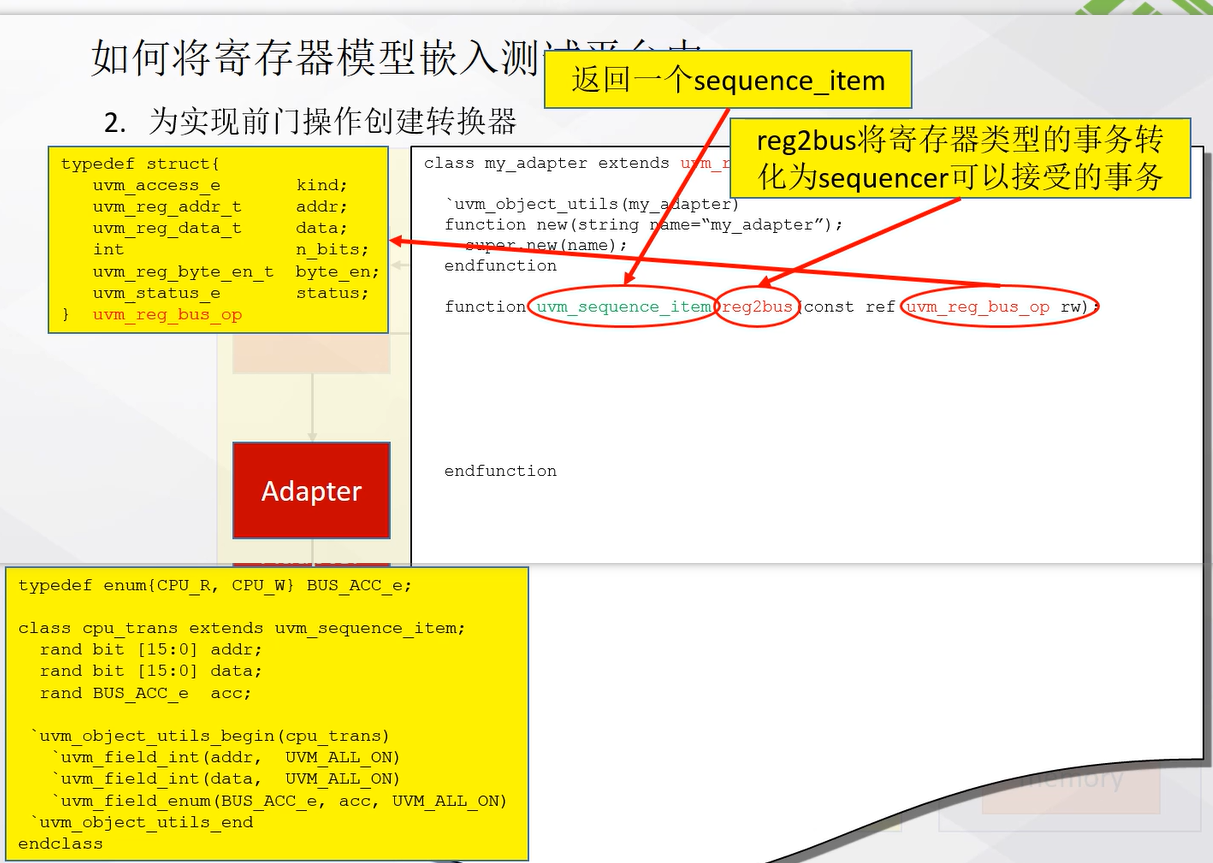 如何将寄存器模型嵌入测
返回一个sequence_item
2. 为实现前门操作创建转换器
reg2bus将寄存器类型的事务转
化为sequencer可以接受的事务
typedef struct{
uvm_access_e kind;
uvm_reg_addr_t addr;
uvm_reg_data_t data;
int n_bits;
uvm_reg_byte_en_t byte_en;
uvm_status_e status;
} uvm_reg_bus_op
class my_adapter extends uvm_r
`uvm_object_utils(my_adapter)
function new(string name=“my_adapter”);
super.new(name);
endfunction
function uvm_sequence_item reg2bus(const ref uvm_reg_bus_op rw);
endfunction
Adapter
typedef enum{CPU_R, CPU_W} BUS_ACC_e;
class cpu_trans extends uvm_sequence_item;
rand bit [15:0] addr;
rand bit [15:0] data;
rand BUS_ACC_e acc;
`uvm_object_utils_begin(cpu_trans)
`uvm_field_int(addr, UVM_ALL_ON)
`uvm_field_int(data, UVM_ALL_ON)
`uvm_field_enum(BUS_ACC_e, acc, UVM_ALL_ON)
`uvm_object_utils_end
endclass
memory